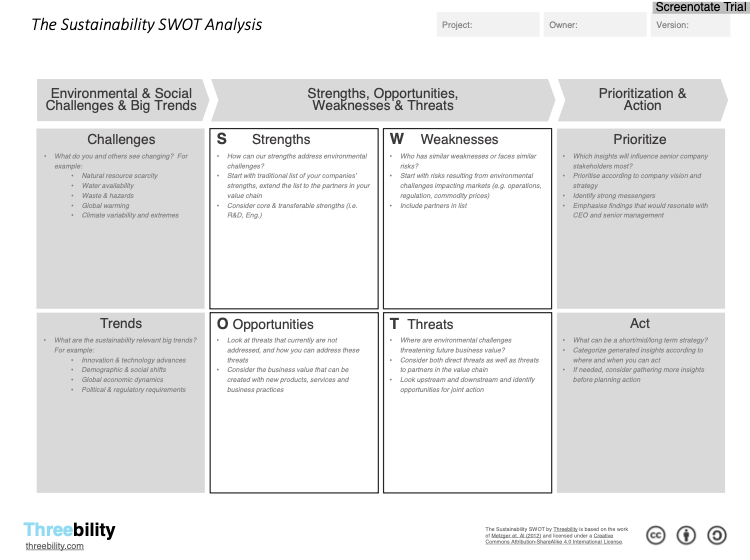 Screenotate Trial
The Sustainability SWOT Analysis
Project:
Owner:
Version:
Environmental & Social
Challenges & Big Trends
Strengths, Opportunities,
Weaknesses & Threats
Prioritization &
Action
Challenges
• What do you and others see changing? For
example:
• Natural resource scarcity
• Water availability
• Waste & hazards
• Global warming
• Climate variability and extremes
S Strengths
• How can our strengths address environmental
challenges?
• Start with traditional list of your companies'
strengths, extend the list to the partners in your
value chain
• Consider core & transferable strengths (i.e.
R&D, Eng.)
W Weaknesses
• Who has similar weaknesses or faces similar
risks?
• Start with risks resulting from environmental
challenges impacting markets (e.g. operations,
regulation, commodity prices)
• Include partners in list
Prioritize
• Which insights will influence senior company
stakeholders most?
• Prioritise according to company vision and
strategy
• Identify strong messengers
• Emphasise findings that would resonate with
CEO and senior management
Trends
• What are the sustainability relevant big trends?
For example:
• Innovation & technology advances
• Demographic & social shifts
• Global economic dynamics
• Political & regulatory requirements
O Opportunities
• Look at threats that currently are not
addressed, and how you can address these
threats
• Consider the business value that can be
created with new products, services and
business practices
T Threats
• Where are environmental challenges
threatening future business value?
• Consider both direct threats as well as threats
to partners in the value chain
• Look upstream and downstream and identify
opportunities for joint action
Act
• What can be a short/mid/long term strategy?
• Categorize generated insights according to
where and when you can act
• If needed, consider gathering more insights
before planning action
Threebility
threebility.com
The Sustainability SWOT by Threebility is based on the work
of Metzger et. Al (2012) and licensed under a Creative
Commons Attribution-ShareAlike 4.0 International License.
cc